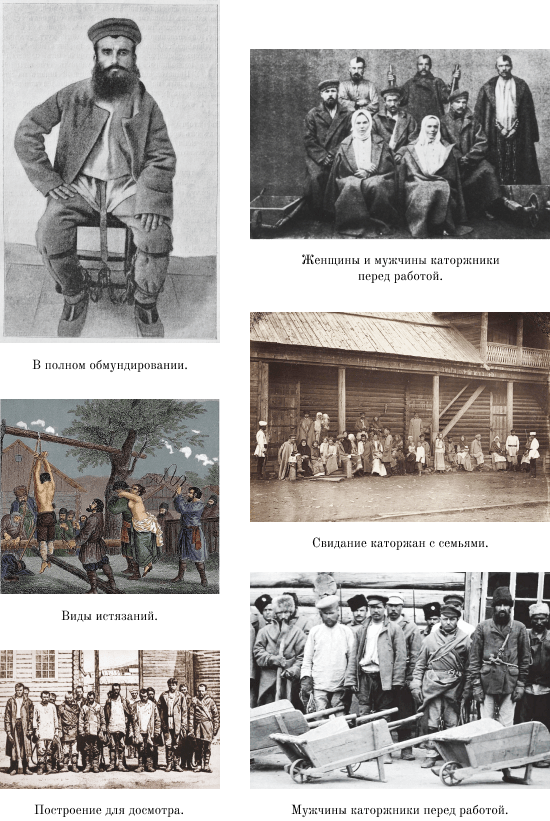 В полном обмундировании.
Виды истязаний.
Построение для досмотра.
Женщины и мужчины каторжники
перед работой.
Свидание каторжан с семьями.
Мужчины каторжники перед работой.